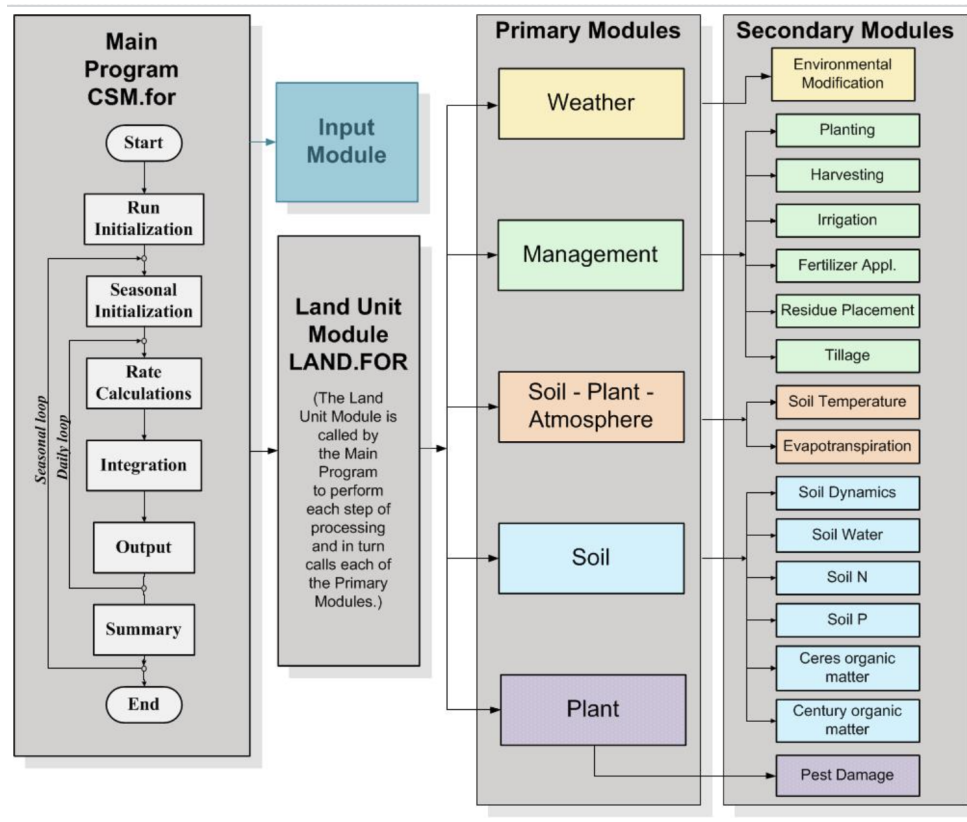 Main
Program
CSM.for
Start
Run
Initialization
Seasonal
Initialization
Rate
Calculations
Integration
Output
Summary
End
Seasonal loop
Daily loop
Input
Module
Land Unit
Module
LAND.FOR
(The Land
Unit Module is
called by
the Main
Program
to perform
each step of
processing
and in turn
calls each of
the Primary
Modules.)
Primary Modules
Weather
Management
Soil - Plant -
Atmosphere
Soil
Plant
Secondary Modules
Environmental
Modification
Planting
Harvesting
Irrigation
Fertilizer Appl.
Residue Placement
Tillage
Soil Temperature
Evapotranspiration
Soil Dynamics
Soil Water
Soil N
Soil P
Ceres organic
matter
Century organic
matter
Pest Damage